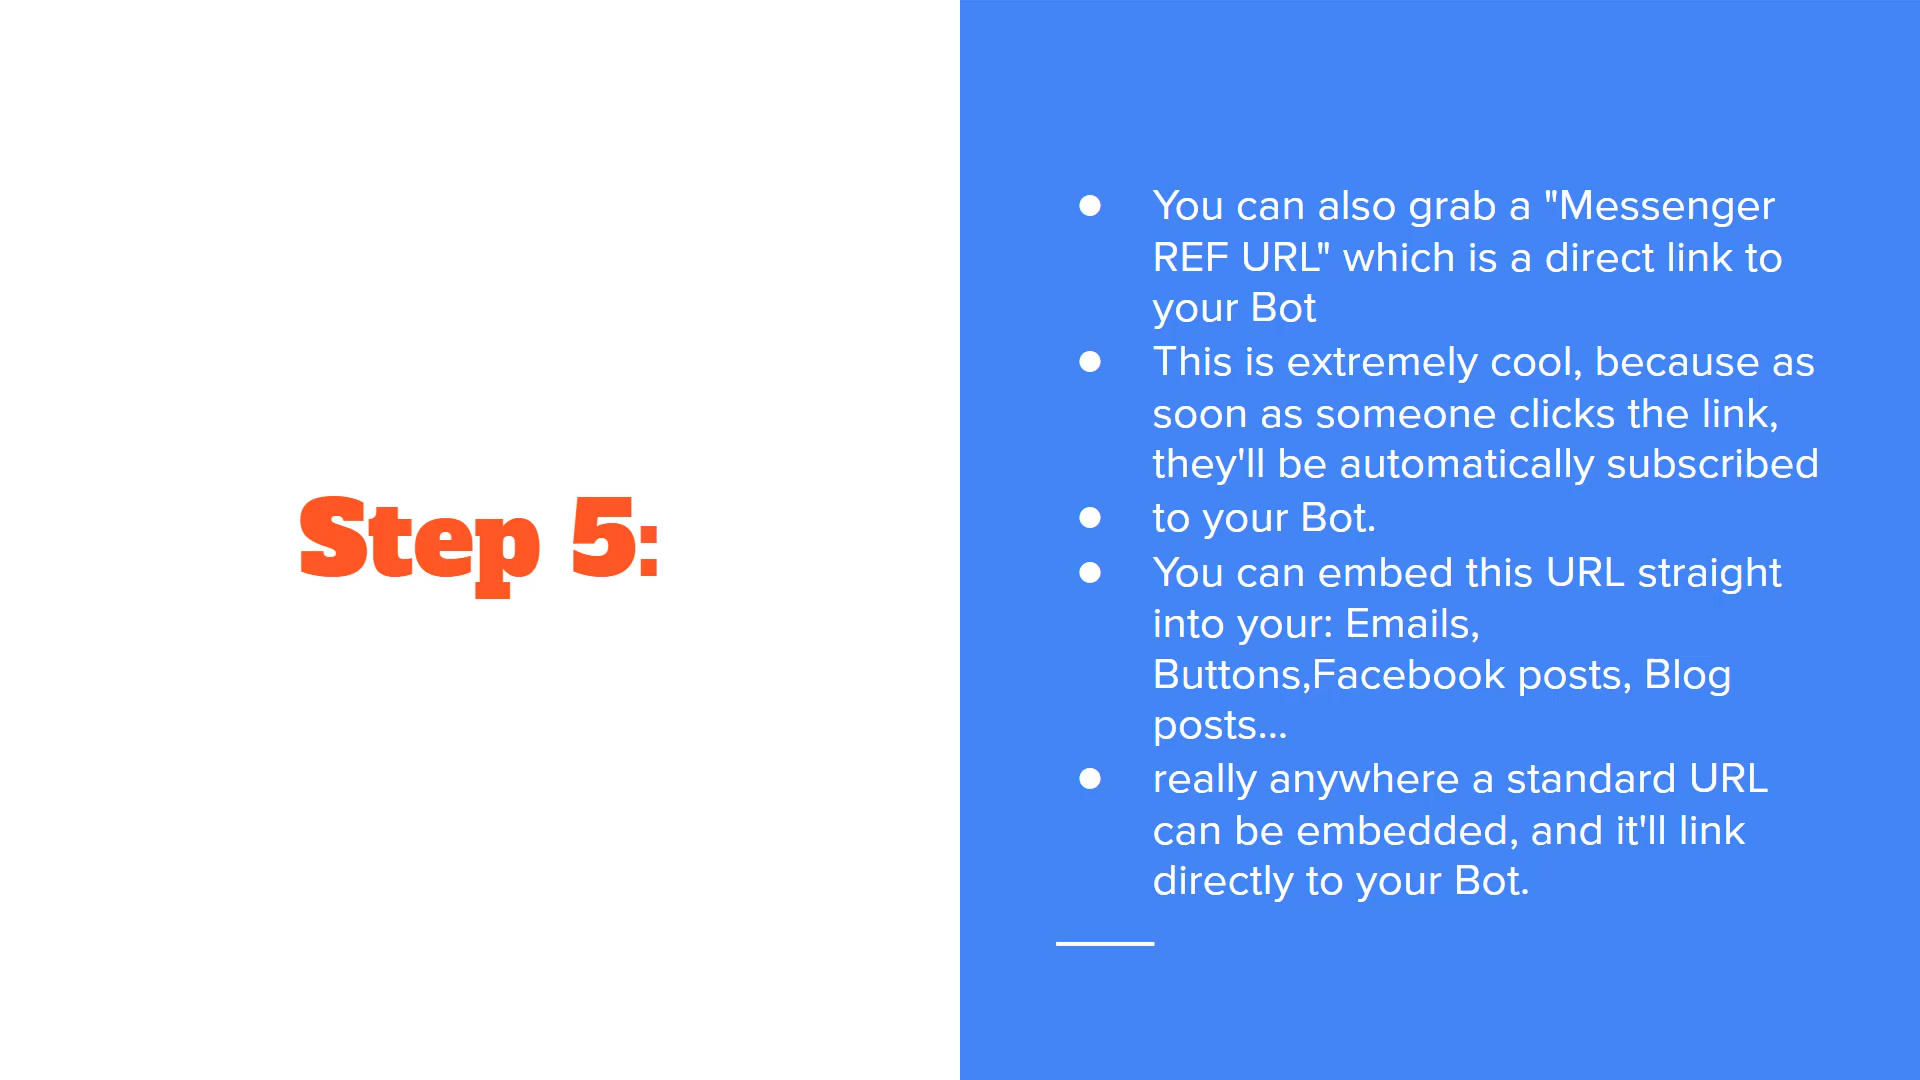 Step 5:
● You can also grab a "Messenger
REF URL" which is a direct link to
your Bot
● This is extremely cool, because as
soon as someone clicks the link,
they'll be automatically subscribed
● to your Bot.
● You can embed this URL straight
into your: Emails,
Buttons,Facebook posts, Blog
posts...
● really anywhere a standard URL
can be embedded, and it'll link
directly to your Bot.